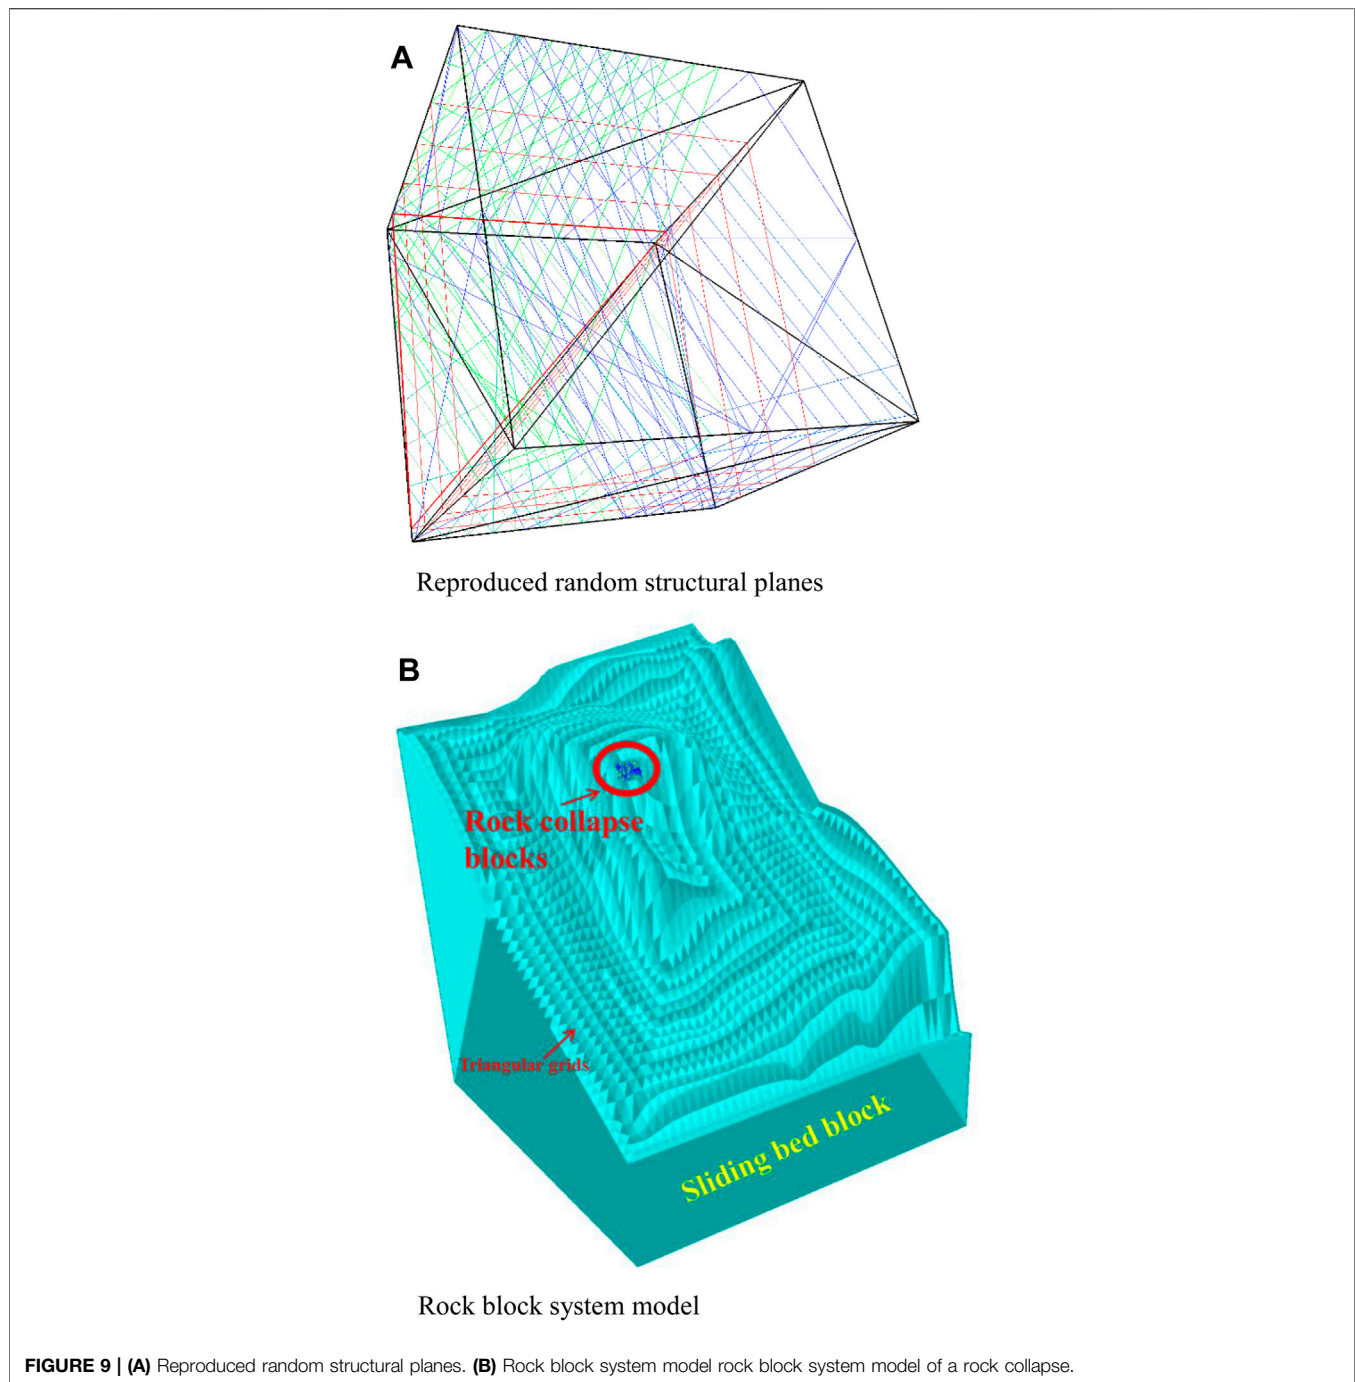 A
Reproduced random structural planes
B
Rock collapse
blocks
Triangular grids
Sliding bed block
Rock block system model
FIGURE 9 | (A) Reproduced random structural planes. (B) Rock block system model rock block system model of a rock collapse.